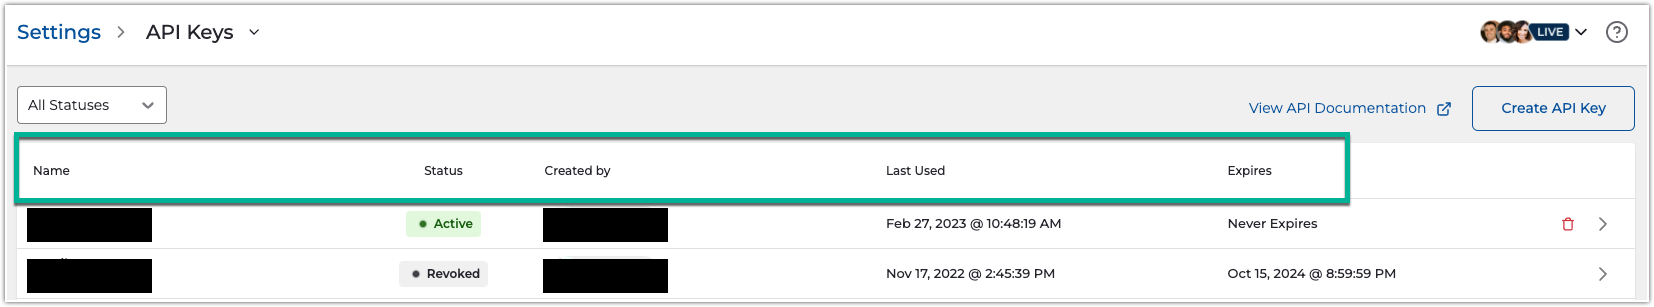 Settings > API Keys
LIVE
All Statuses
View API Documentation
Create API Key
Name Status Created by Last Used Expires
Active Feb 27, 2023 @ 10:48:19 AM Never Expires
Revoked Nov 17, 2022 @ 2:45:39 PM Oct 15, 2024 @ 8:59:59 PM